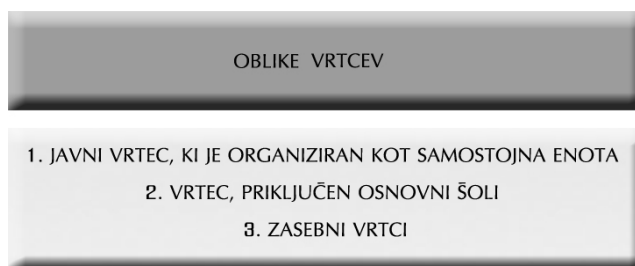 OBLIKE VRTCEV
1. JAVNI VRTEC, KI JE ORGANIZIRAN KOT SAMOSTOJNA ENOTA
2. VRTEC, PRIKLJUČEN OSNOVNI ŠOLI
3. ZASEBNI VRTCI